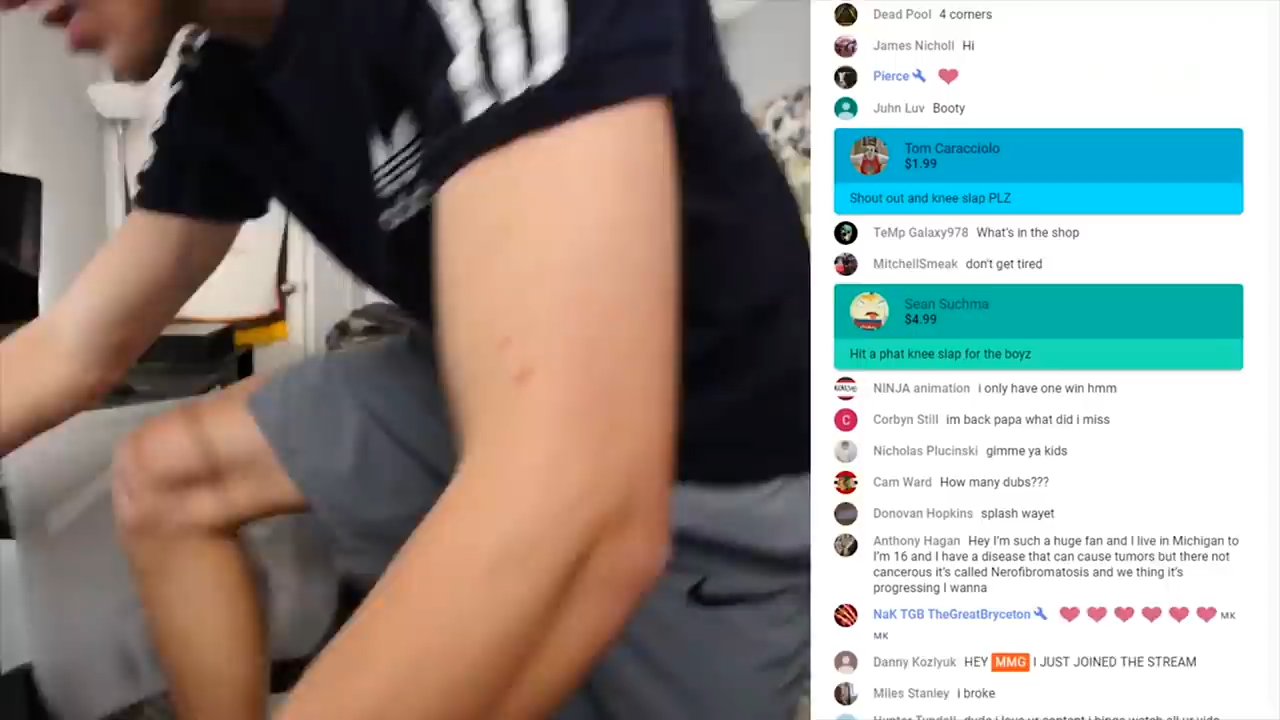 Dead Pool 4 corners
James Nicholl Hi
Pierce
Juhn Luv Booty
Tom Caracciolo
$1.99
Shout out and knee slap PLZ
TeMp Galaxy978 What's in the shop
MitchellSmeak don't get tired
Sean Suchma
$4.99
Hit a phat knee slap for the boyz
NINJA animation i only have one win hmm
C Corbyn Still im back papa what did i miss
Nicholas Plucinski gimme ya kids
Cam Ward How many dubs???
Donovan Hopkins splash wayet
Anthony Hagan Hey I'm such a huge fan and I live in Michigan to
I'm 16 and I have a disease that can cause tumors but there not
cancerous it's called Nerofibromatosis and we thing it's
progressing I wanna
NaK TGB TheGreatBryceton MK
MK
Danny Kozlyuk HEY MMG I JUST JOINED THE STREAM
Miles Stanley i broke